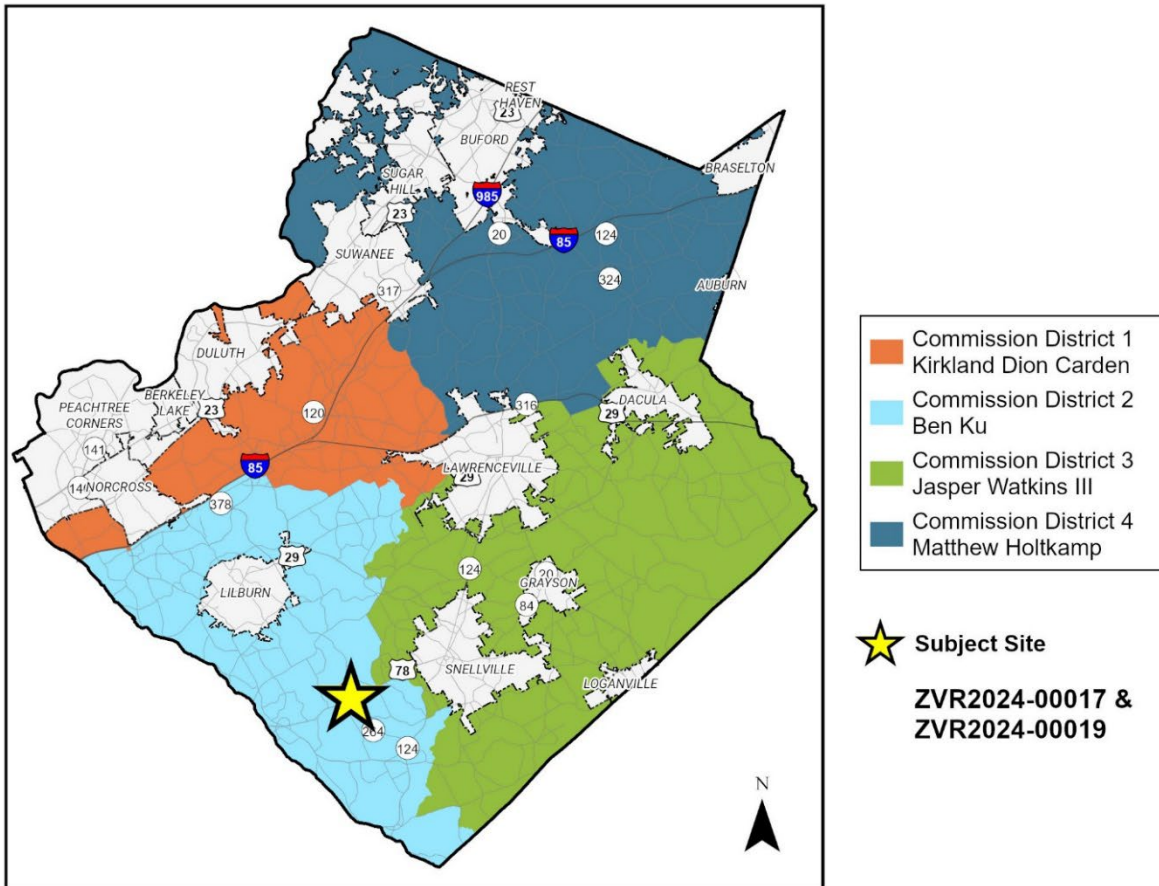 REST
HAVEN
23
BUFORD
BRASELTON
SUGAR
HILL
985
23
20
85
124
SUWANEE
324
317
AUBURN
DULUTH
BERKELEY
LAKE
23
PEACHTREE
CORNERS
120
316
DACULA
29
141
85
LAWRENCEVILLE
29
14
NORCROSS
378
29
LILBURN
124
20
GRAYSON
84
78
SNELLVILLE
LOGANVILLE
124
N
Commission District 1
Kirkland Dion Carden
Commission District 2
Ben Ku
Commission District 3
Jasper Watkins III
Commission District 4
Matthew Holtkamp
Subject Site
ZVR2024-00017 &
ZVR2024-00019